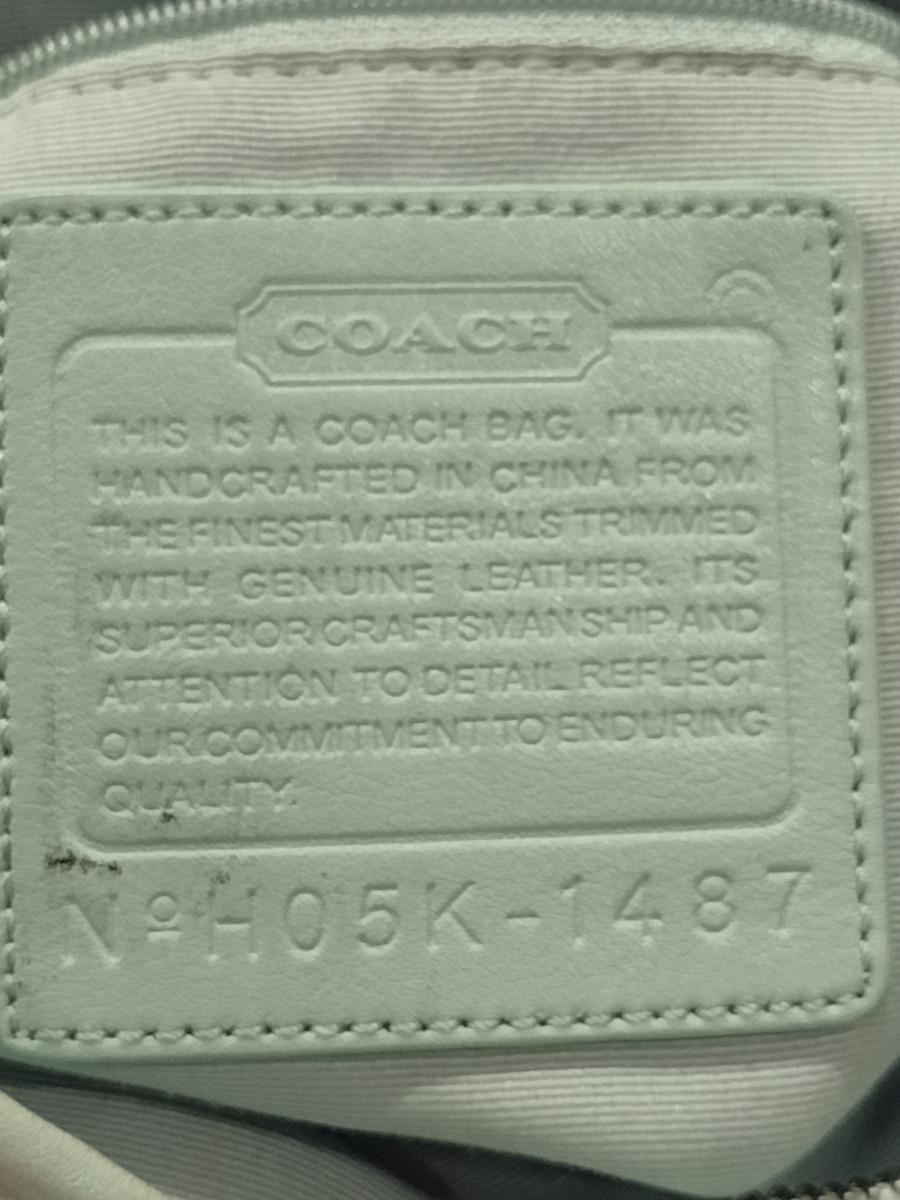 COACH
THIS IS A COACH BAG. IT WAS
HANDCRAFTED IN CHINA FROM
THE FINEST MATERIALS TRIMMED
WITH GENUINE LEATHER. ITS
SUPERIOR CRAFTSMANSHIP AND
ATTENTION TO DETAIL REFLECT
OUR COMMITMENT TO ENDURING
QUALITY.
Nº H05K-1487